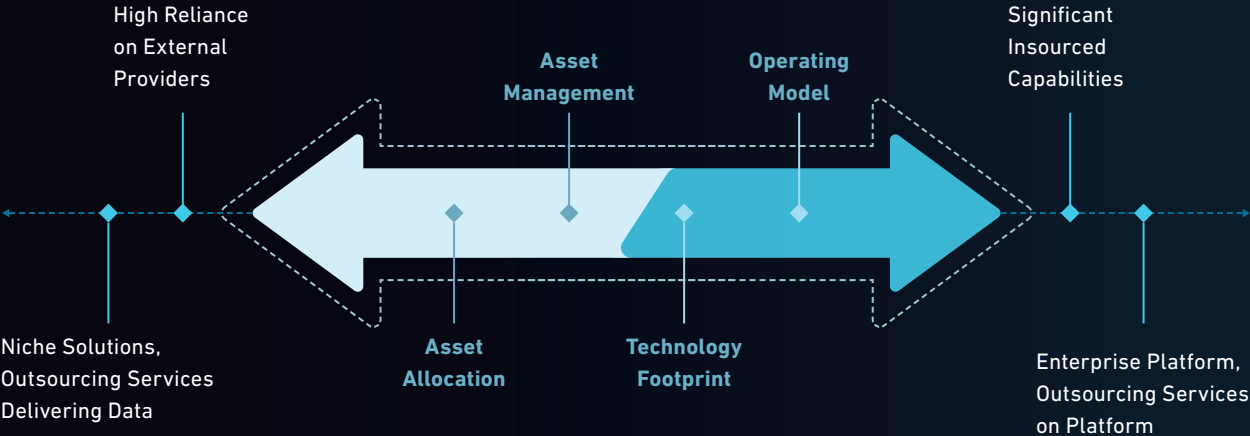 High Reliance
on External
Providers
Asset
Management
Operating
Model
Significant
Insourced
Capabilities
Niche Solutions,
Outsourcing Services
Delivering Data
Asset
Allocation
Technology
Footprint
Enterprise Platform,
Outsourcing Services
on Platform